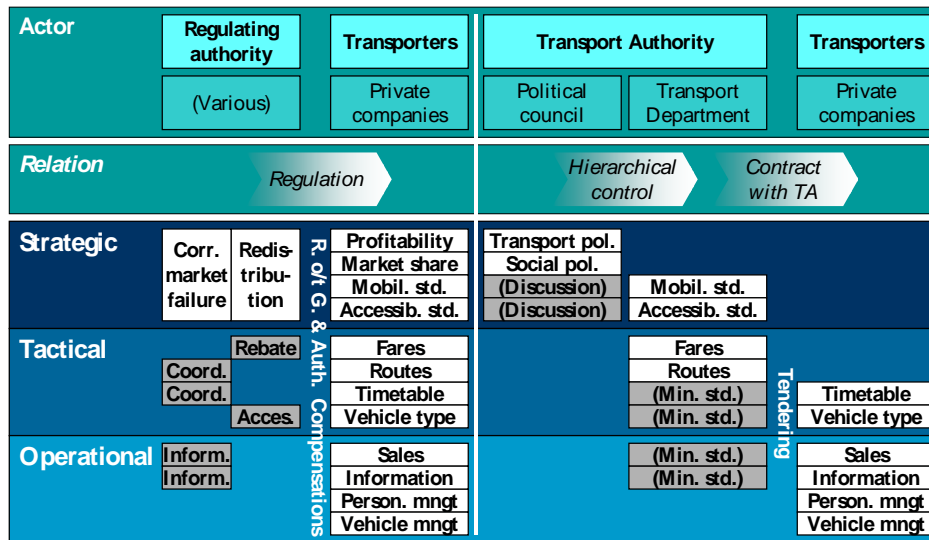 Actor
Regulating
authority
Transporters
Transport Authority
Transporters
(Various)
Private
companies
Political
council
Transport
Department
Private
companies
Relation
Regulation
Hierarchical
control
Contract
with TA
Strategic
Corr.
market
failure
Redis-
tribu-
tion
R. o/t G. & Auth. Compensations
Profitability
Market share
Mobil. std.
Accessib. std.
Transport pol.
Social pol.
(Discussion)
(Discussion)
Mobil. std.
Accessib. std.
Tactical
Rebate
Coord.
Coord.
Acces.
Fares
Routes
Timetable
Vehicle type
Fares
Routes
(Min. std.)
(Min. std.)
Tendering
Timetable
Vehicle type
Operational
Inform.
Inform.
Sales
Information
Person. mngt
Vehicle mngt
(Min. std.)
(Min. std.)
Sales
Information
Person. mngt
Vehicle mngt